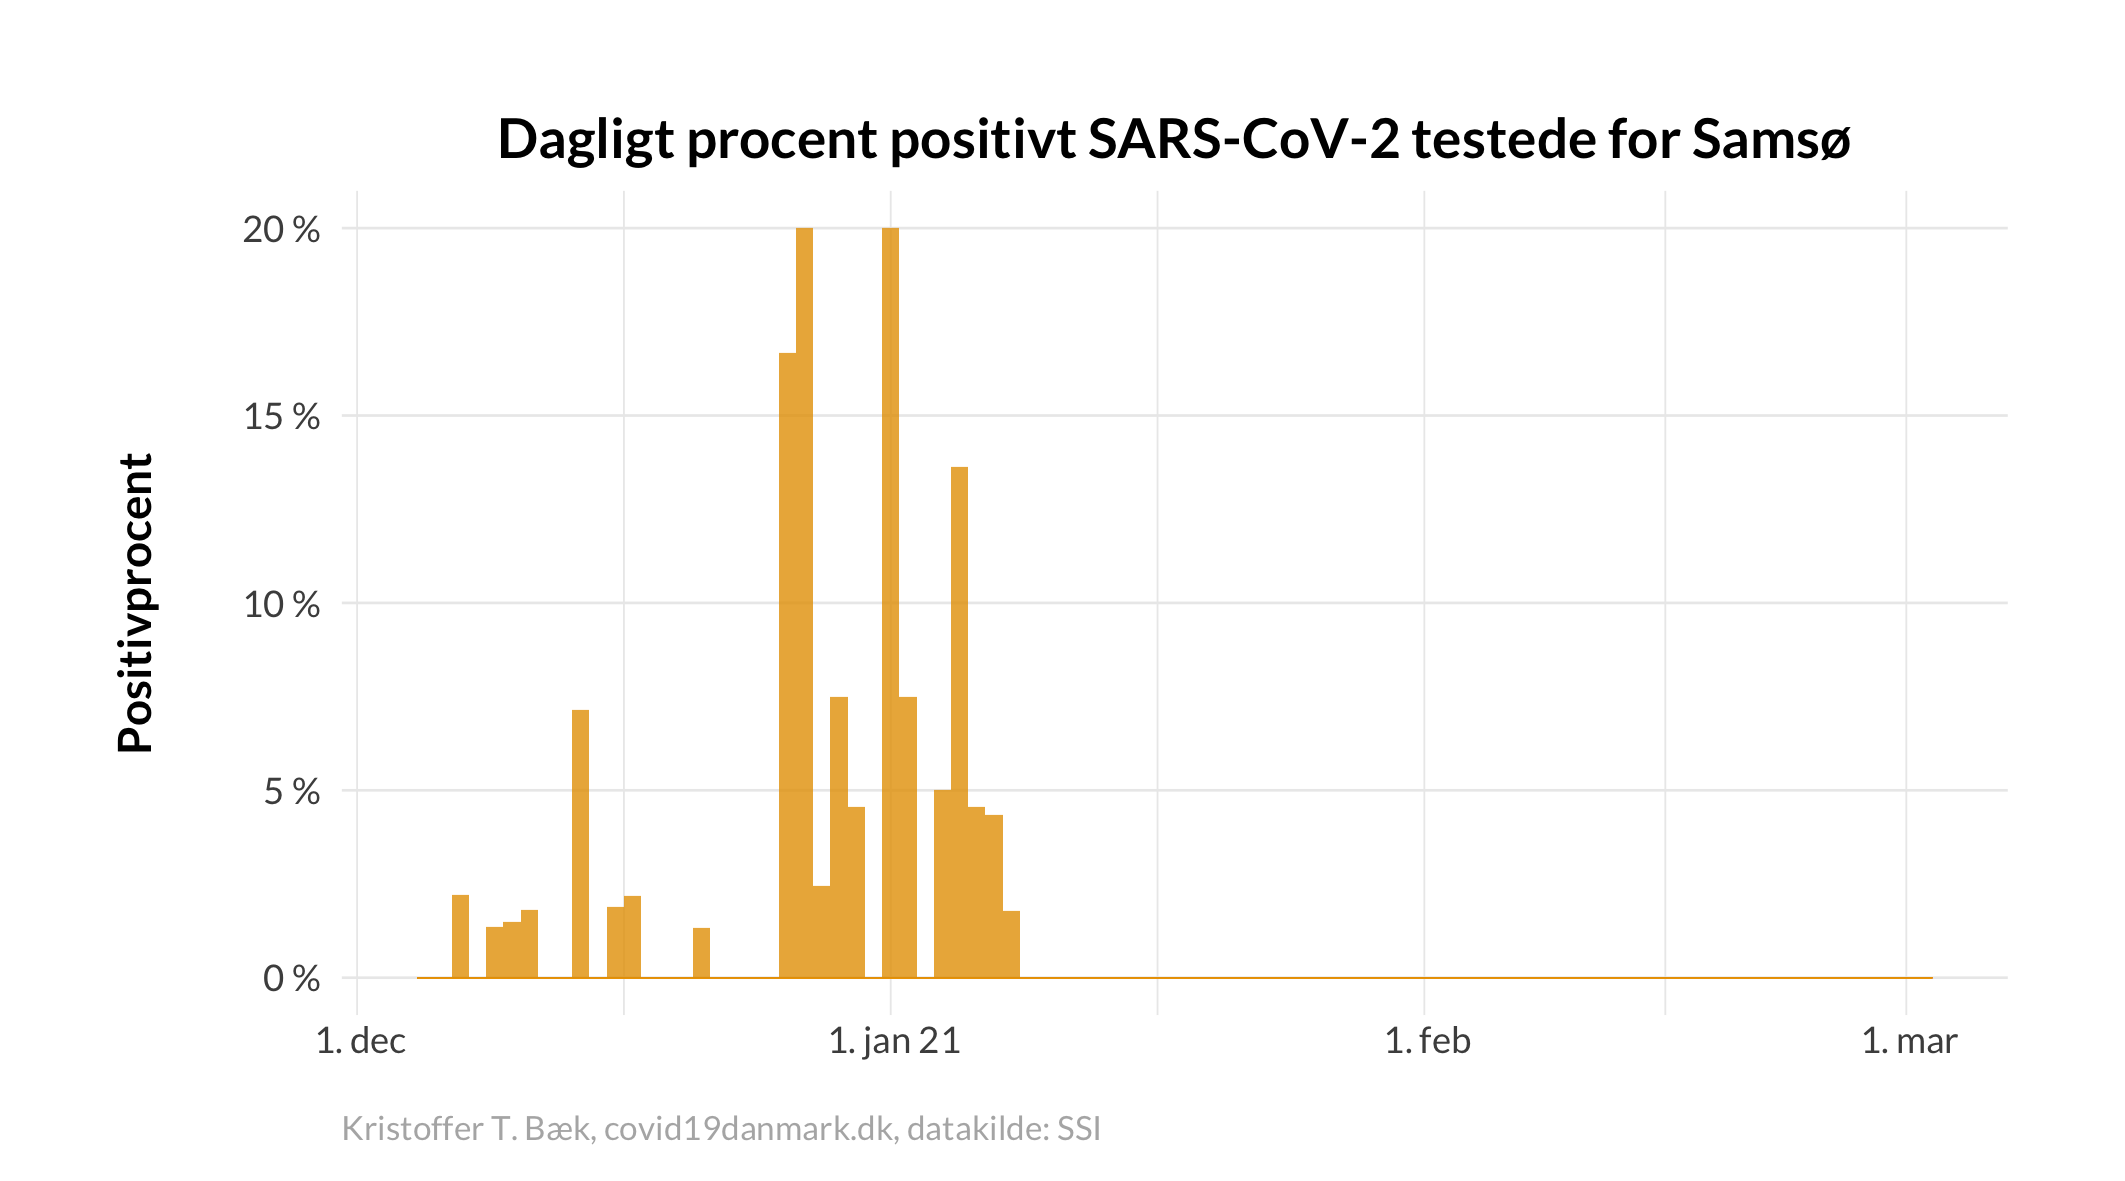 Dagligt procent positivt SARS-CoV-2 testede for Samsø
Positivprocent
20 %
15 %
10 %
5 %
0 %
1. dec
1. jan 21
1. feb
1. mar
Kristoffer T. Bæk, covid19danmark.dk, datakilde: SSI